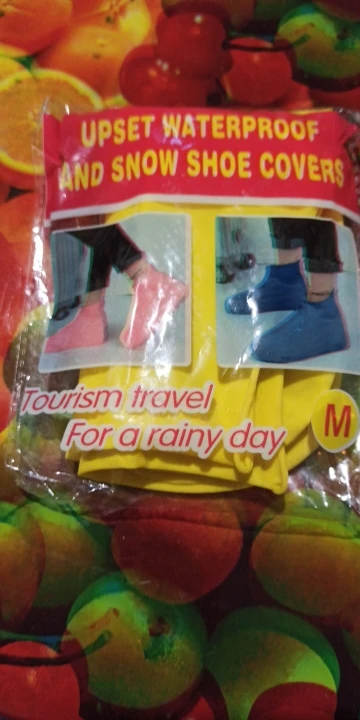 UPSET WATERPROOF
AND SNOW SHOE COVERS
Tourism travel
For a rainy day
M